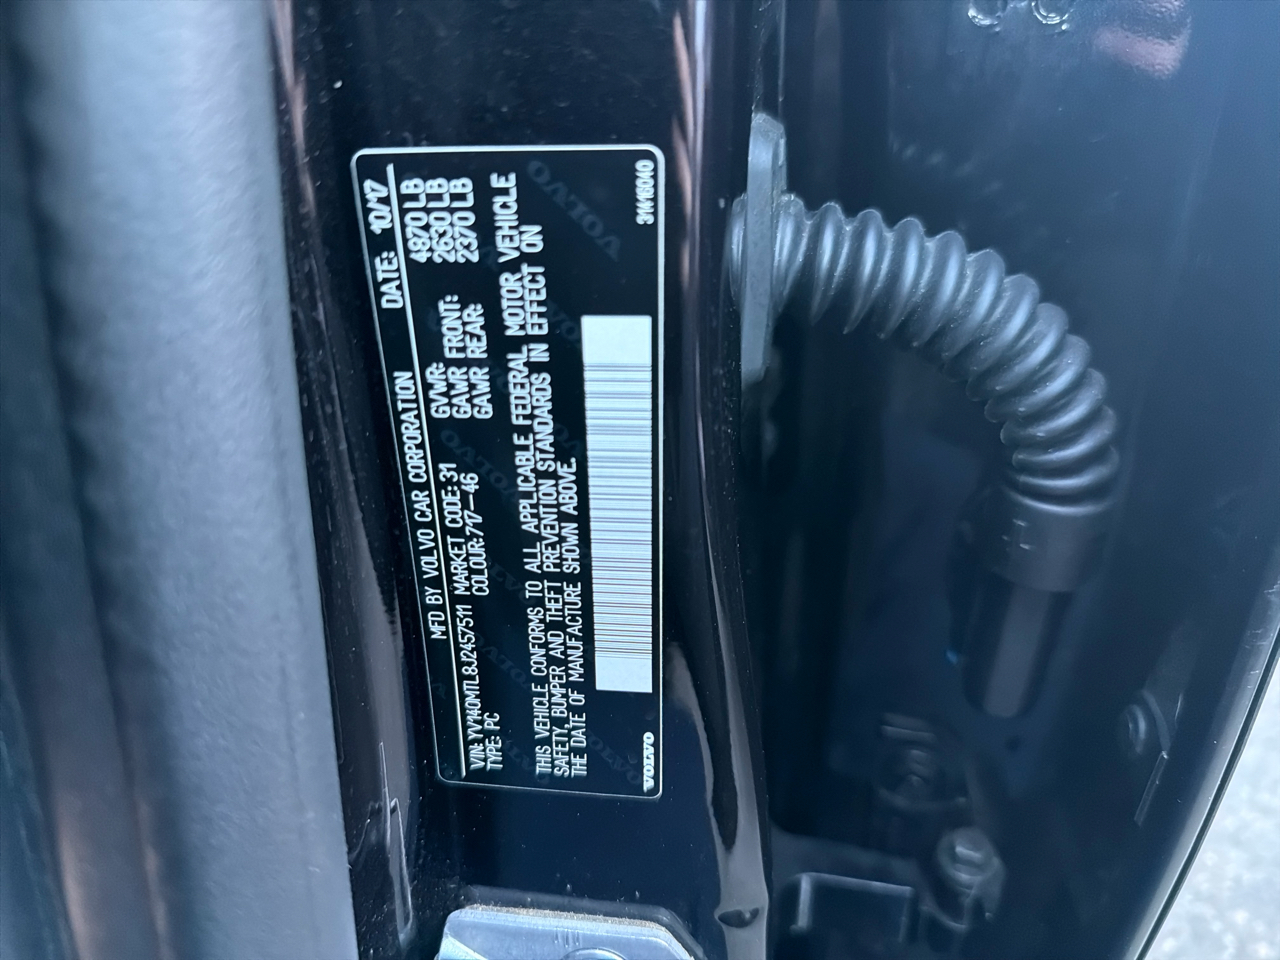 MFD BY VOLVO CAR CORPORATION DATE: 10/17
VIN: YV140MTL8J2457511 MARKET CODE: 31 GVWR: 4870 LB
TYPE: PC COLOUR: 717-46 GAWR FRONT: 2630 LB
GAWR REAR: 2370 LB
THIS VEHICLE CONFORMS TO ALL APPLICABLE FEDERAL MOTOR VEHICLE
SAFETY, BUMPER AND THEFT PREVENTION STANDARDS IN EFFECT ON
THE DATE OF MANUFACTURE SHOWN ABOVE.
VOLVO 31416040